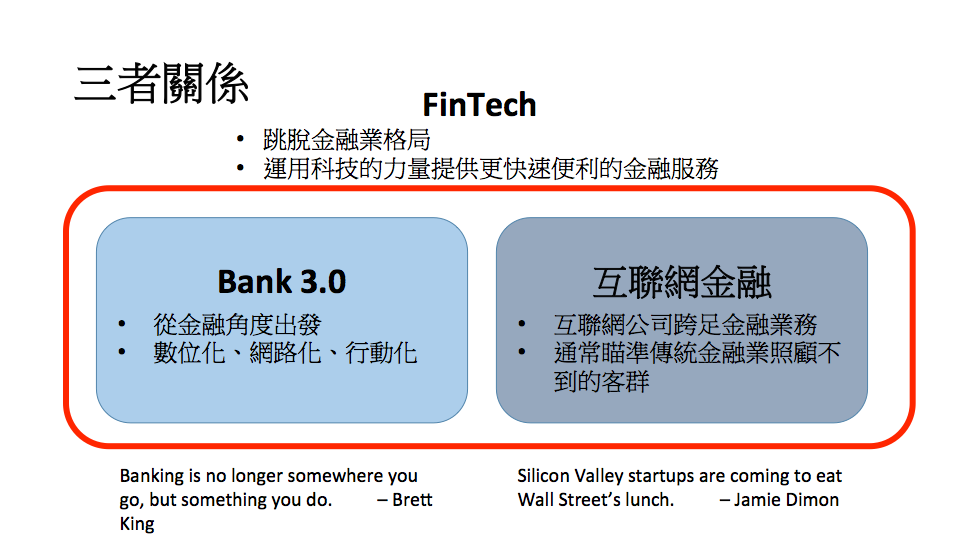 三者關係
FinTech
• 跳脫金融業格局
• 運用科技的力量提供更快速便利的金融服務
Bank 3.0
• 從金融角度出發
• 數位化、網路化、行動化
互聯網金融
• 互聯網公司跨足金融業務
• 通常瞄準傳統金融業照顧不
到的客群
Banking is no longer somewhere you
go, but something you do. – Brett
King
Silicon Valley startups are coming to eat
Wall Street’s lunch. – Jamie Dimon